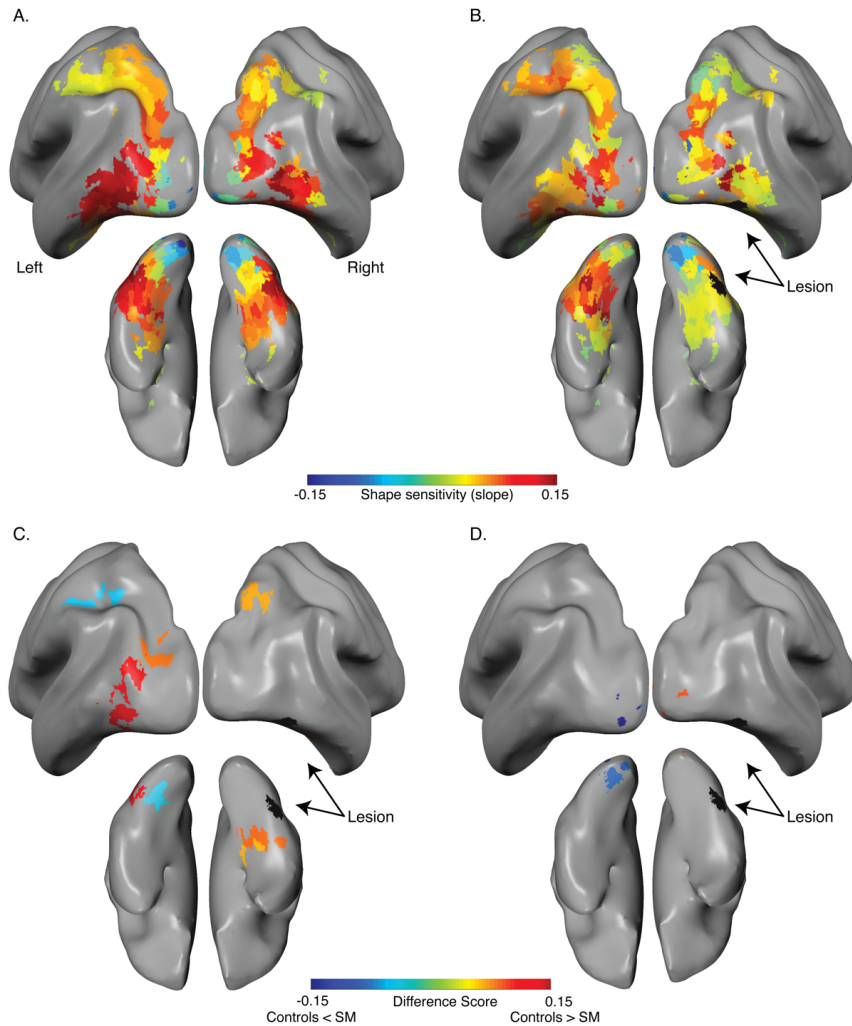 A.
B.
Left
Right
Lesion
-0.15 Shape sensitivity (slope) 0.15
C.
D.
Lesion
Lesion
-0.15 Difference Score 0.15
Controls < SM Controls > SM